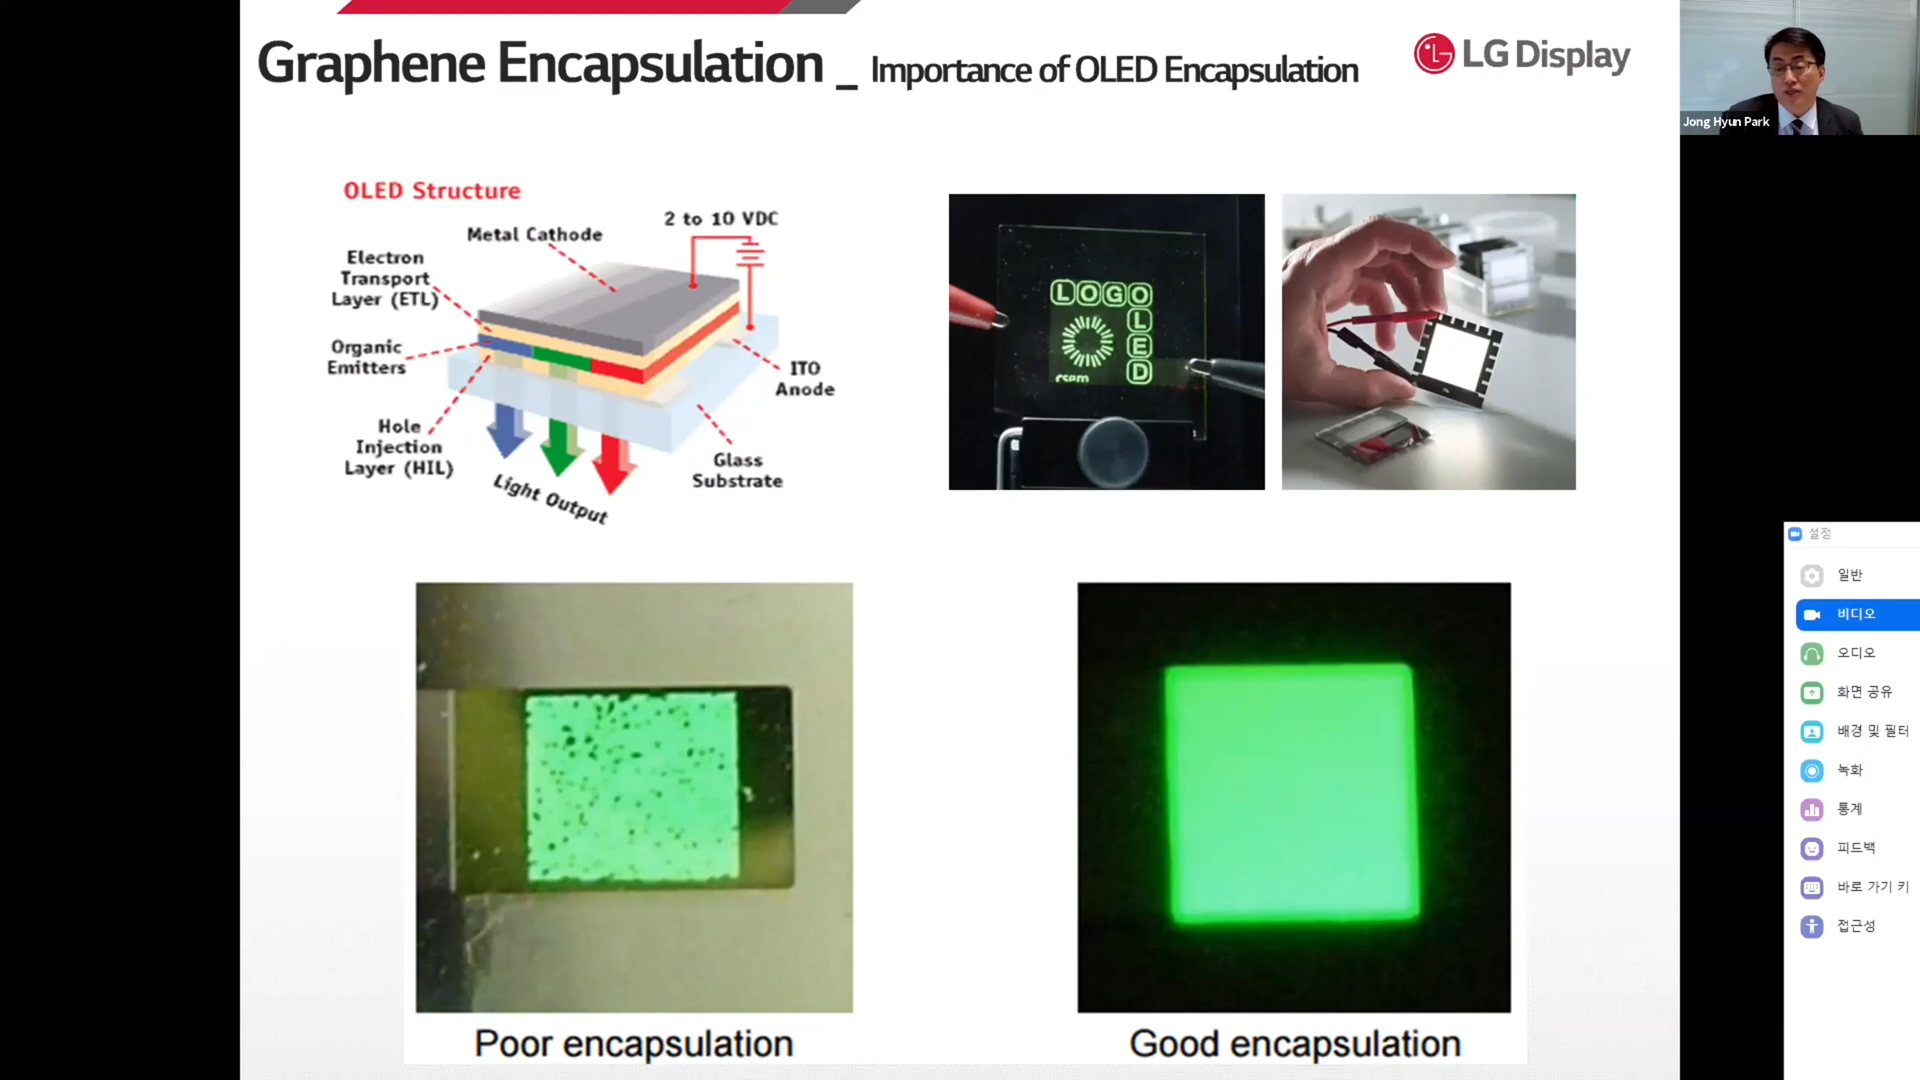 Graphene Encapsulation _ Importance of OLED Encapsulation
LG Display
Jong Hyun Park
OLED Structure
2 to 10 VDC
Metal Cathode
Electron
Transport
Layer (ETL)
Organic
Emitters
ITO
Anode
Hole
Injection
Layer (HIL)
Glass
Substrate
Light Output
LOGO
L
E
D
csem
Poor encapsulation
Good encapsulation
설정
일반
비디오
오디오
화면 공유
배경 및 필터
녹화
통계
피드백
바로 가기 키
접근성